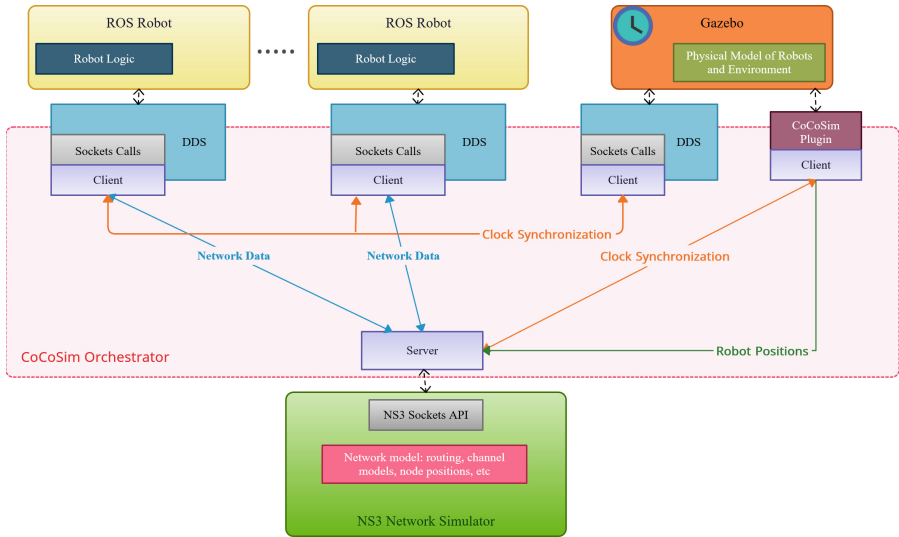 ROS Robot
Robot Logic
ROS Robot
Robot Logic
Gazebo
Physical Model of Robots
and Environment
DDS
Sockets Calls
Client
DDS
Sockets Calls
Client
DDS
Sockets Calls
Client
CoCoSim
Plugin
Client
Clock Synchronization
Network Data
Network Data
Clock Synchronization
Server
Robot Positions
CoCoSim Orchestrator
NS3 Sockets API
Network model: routing, channel
models, node positions, etc
NS3 Network Simulator